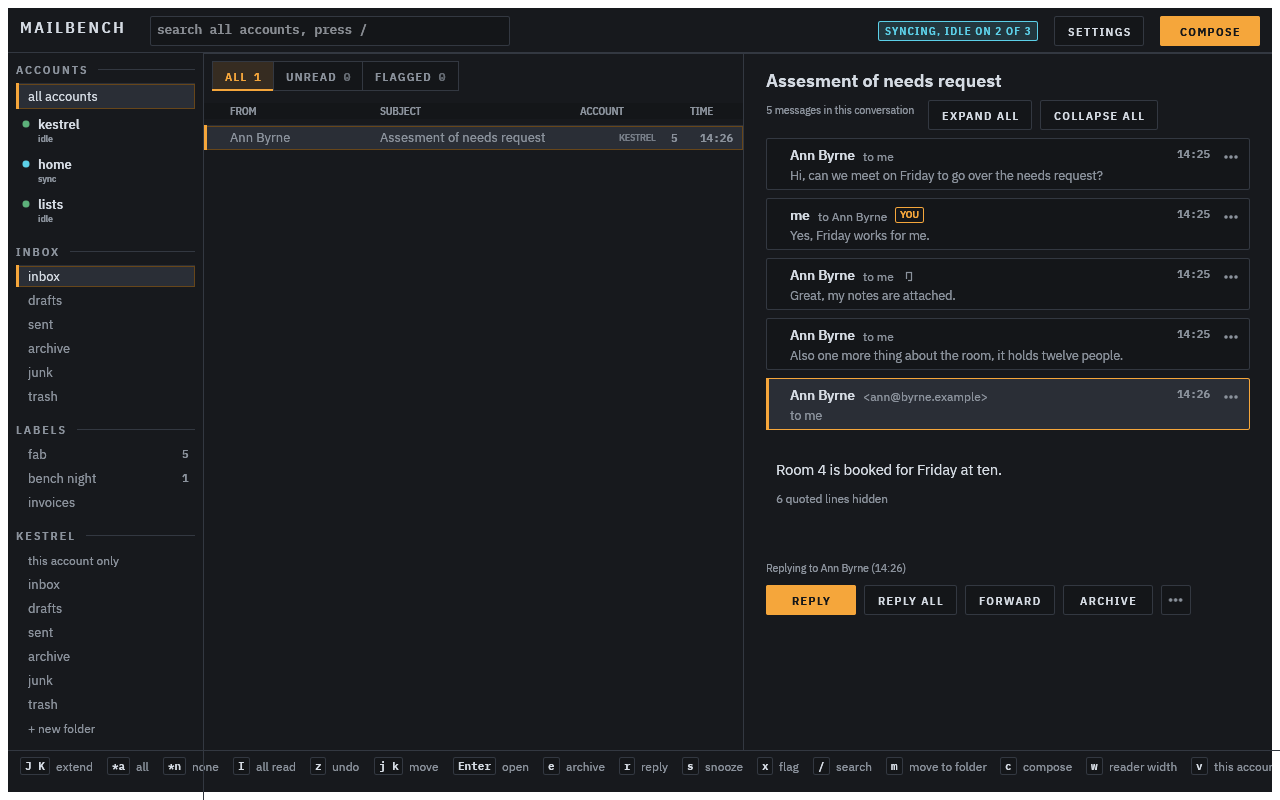 MAILBENCH
search all accounts, press /
SYNCING, IDLE ON 2 OF 3
SETTINGS
COMPOSE
ACCOUNTS
all accounts
kestrel
idle
home
sync
lists
idle
INBOX
inbox
drafts
sent
archive
junk
trash
LABELS
fab 5
bench night 1
invoices
KESTREL
this account only
inbox
drafts
sent
archive
junk
trash
+ new folder
ALL 1 UNREAD 0 FLAGGED 0
FROM SUBJECT ACCOUNT TIME
Ann Byrne Assesment of needs request KESTREL 5 14:26
Assesment of needs request
5 messages in this conversation EXPAND ALL COLLAPSE ALL
Ann Byrne to me 14:25 •••
Hi, can we meet on Friday to go over the needs request?
me to Ann Byrne YOU 14:25 •••
Yes, Friday works for me.
Ann Byrne to me 14:25 •••
Great, my notes are attached.
Ann Byrne to me 14:25 •••
Also one more thing about the room, it holds twelve people.
Ann Byrne <ann@byrne.example> 14:26 •••
to me
Room 4 is booked for Friday at ten.
6 quoted lines hidden
Replying to Ann Byrne (14:26)
REPLY REPLY ALL FORWARD ARCHIVE •••
J K extend *a all *n none I all read z undo j k move Enter open e archive r reply s snooze x flag / search m move to folder c compose w reader width v this accour